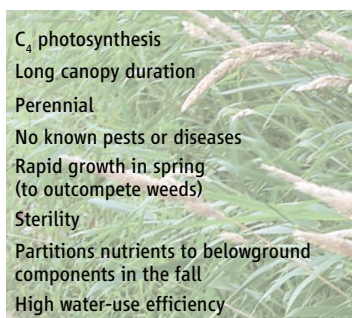 C₄ photosynthesis
Long canopy duration
Perennial
No known pests or diseases
Rapid growth in spring
(to outcompete weeds)
Sterility
Partitions nutrients to belowground
components in the fall
High water-use efficiency